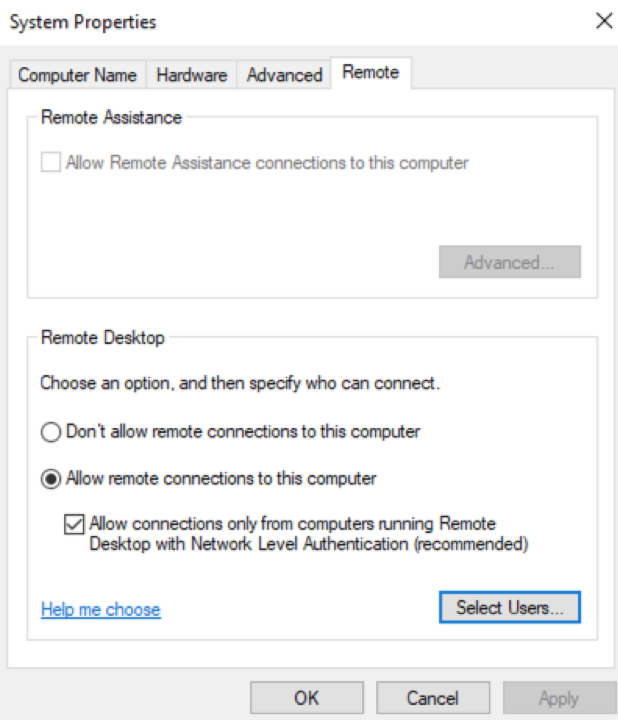 System Properties
Computer Name
Hardware
Advanced
Remote
Remote Assistance
Allow Remote Assistance connections to this computer
Advanced...
Remote Desktop
Choose an option, and then specify who can connect.
Don't allow remote connections to this computer
Allow remote connections to this computer
Allow connections only from computers running Remote
Desktop with Network Level Authentication (recommended)
Help me choose
Select Users...
OK
Cancel
Apply